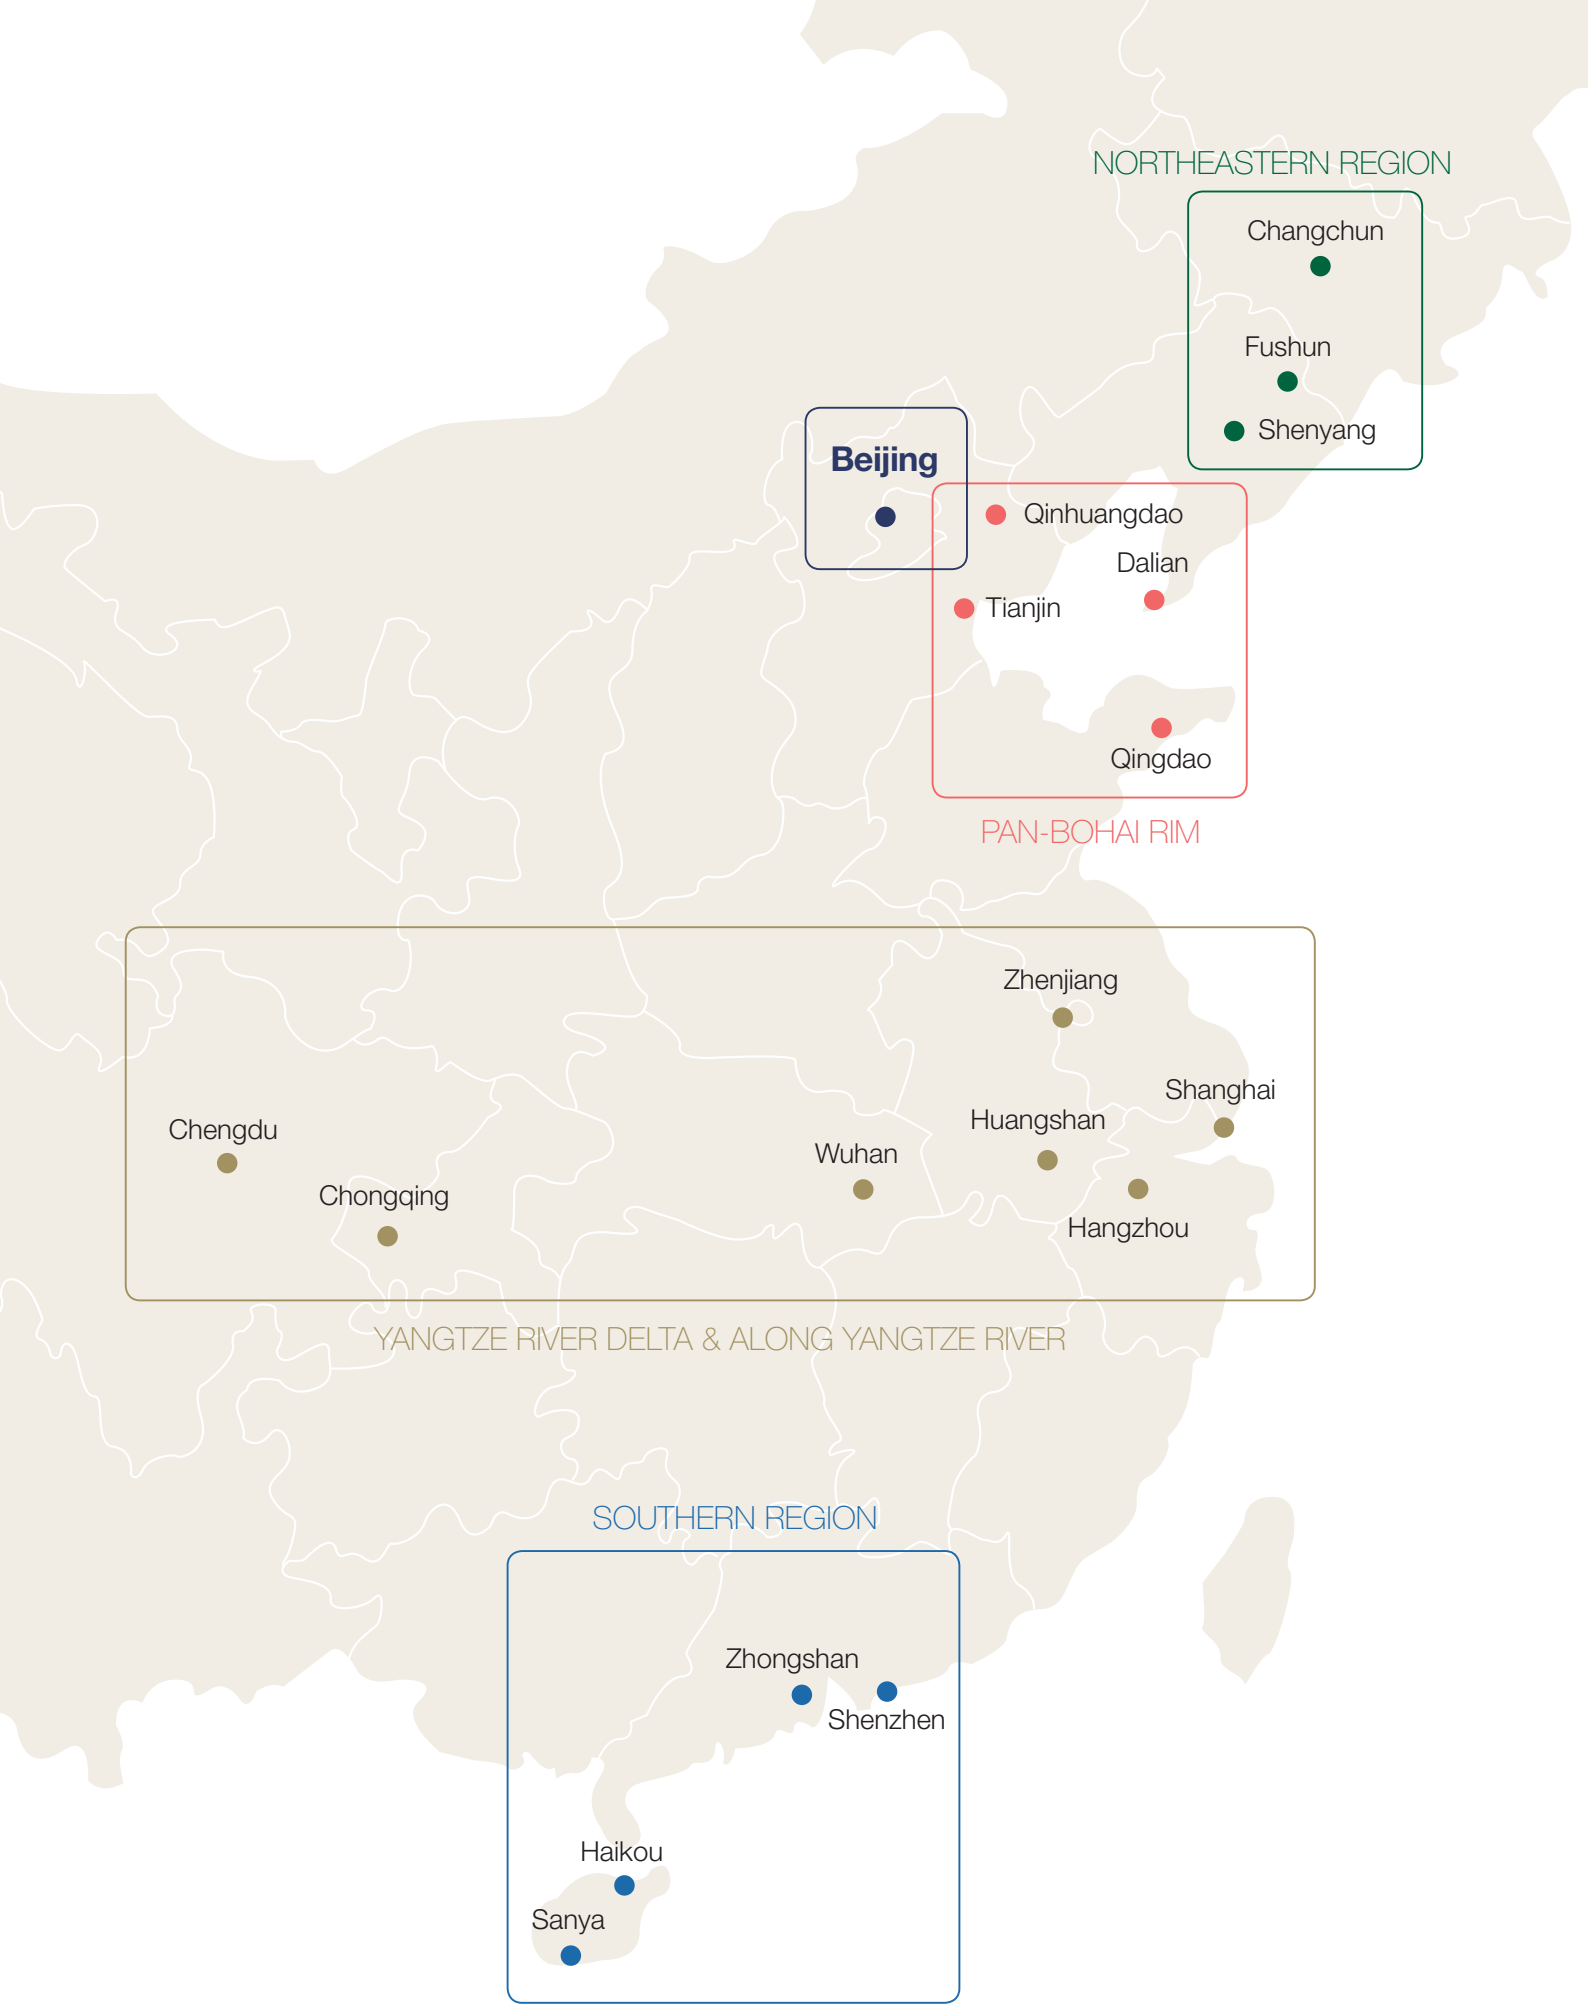 NORTHEASTERN REGION
Changchun
Fushun
Shenyang
Beijing
Qinhuangdao
Dalian
Tianjin
Qingdao
PAN-BOHAI RIM
Zhenjiang
Shanghai
Huangshan
Chengdu
Wuhan
Chongqing
Hangzhou
YANGTZE RIVER DELTA & ALONG YANGTZE RIVER
SOUTHERN REGION
Zhongshan
Shenzhen
Haikou
Sanya